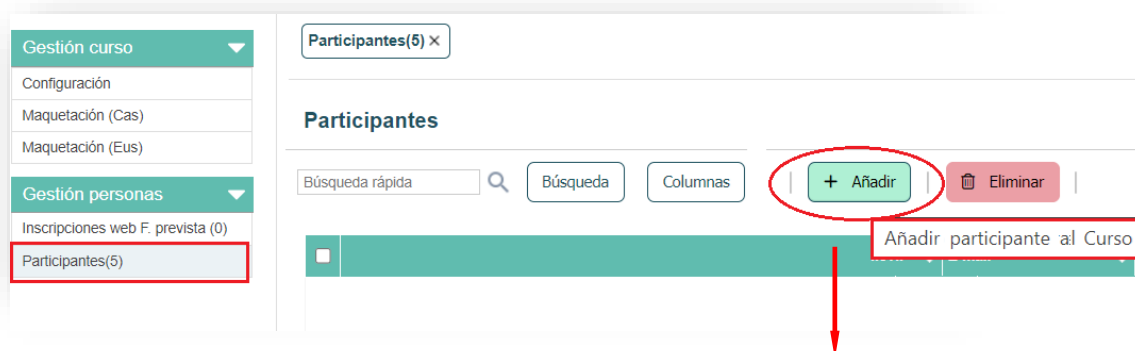 Gestión curso
Configuración
Maquetación (Cas)
Maquetación (Eus)
Gestión personas
Inscripciones web F. prevista (0)
Participantes(5)
Participantes(5) ×
Participantes
Búsqueda rápida
Búsqueda
Columnas
+ Añadir
Eliminar
Añadir participante al Curso